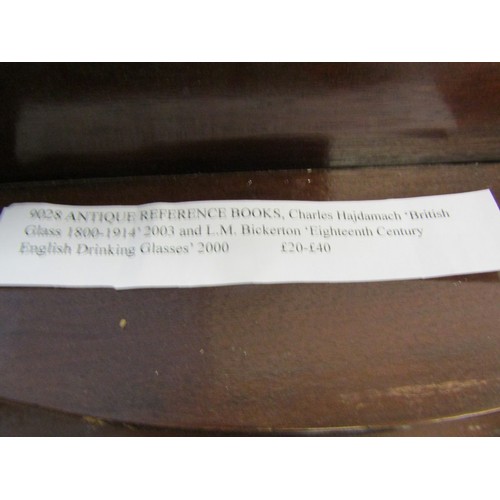 9028 ANTIQUE REFERENCE BOOKS, Charles Hajdamach ‘British
Glass 1800-1914’ 2003 and L.M. Bickerton ‘Eighteenth Century
English Drinking Glasses’ 2000 £20-£40